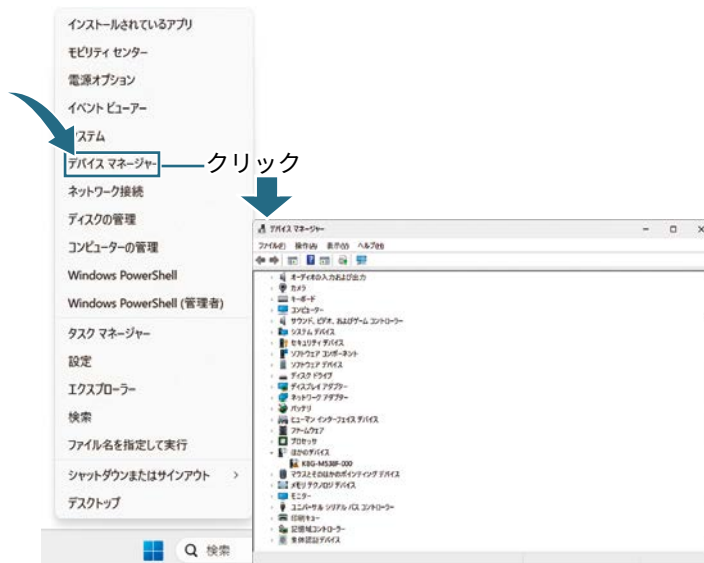 インストールされているアプリ
モビリティ センター
電源オプション
イベント ビューアー
ステム
デバイス マネージャー
クリック
ネットワーク接続
ディスクの管理
コンピューターの管理
Windows PowerShell
Windows PowerShell (管理者)
タスク マネージャー
設定
エクスプローラー
検索
ファイル名を指定して実行
シャットダウンまたはサインアウト >
デスクトップ
検索
デバイス マネージャー
ファイル(F) 操作(A) 表示(V) ヘルプ(H)
オーディオの入力および出力
カメラ
キーボード
コンピューター
サウンド、ビデオ、およびゲーム コントローラー
システム デバイス
セキュリティ デバイス
ソフトウェア コンポーネント
ソフトウェア デバイス
ディスク ドライブ
ディスプレイ アダプター
ネットワーク アダプター
バッテリ
ヒューマン インターフェイス デバイス
ファームウェア
プロセッサ
ほかのデバイス
KBG-M538F-000
マウスとそのほかのポインティング デバイス
メモリ テクノロジ デバイス
モニター
ユニバーサル シリアル バス コントローラー
印刷キュー
記憶域コントローラー
生体認証デバイス